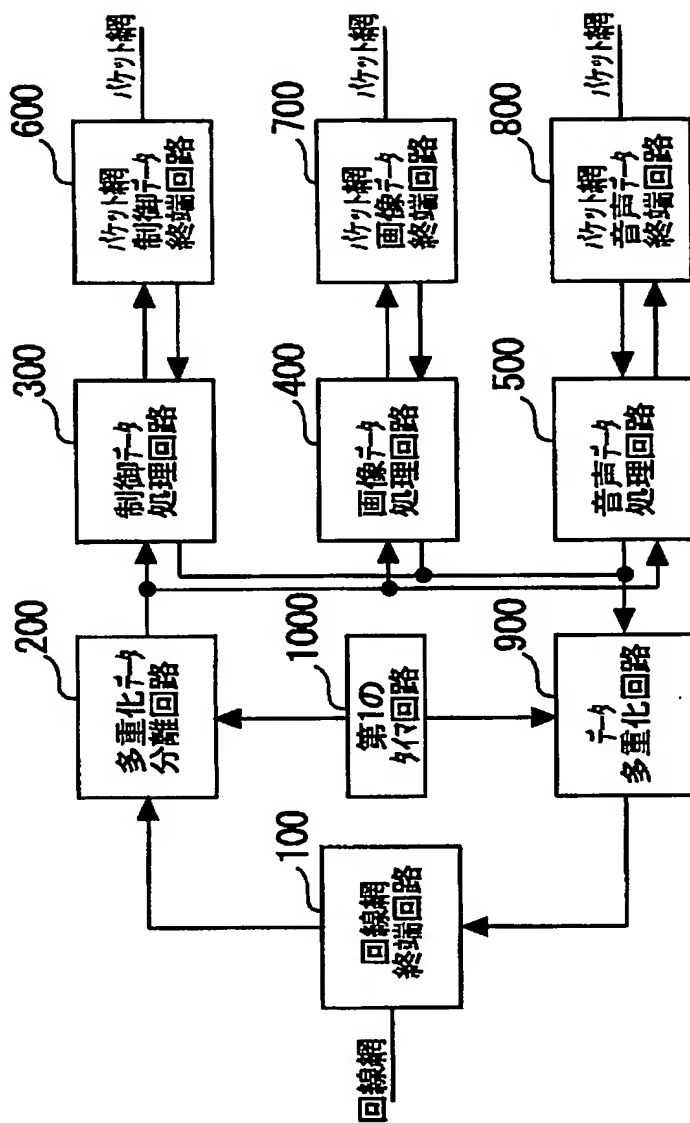 回線網
100
回線網
終端回路
200
多重化データ
分離回路
1000
第1の
タイマ回路
900
データ
多重化回路
300
制御データ
処理回路
400
画像データ
処理回路
500
音声データ
処理回路
600
パケット網
制御データ
終端回路
パケット網
700
パケット網
画像データ
終端回路
パケット網
800
パケット網
音声データ
終端回路
パケット網